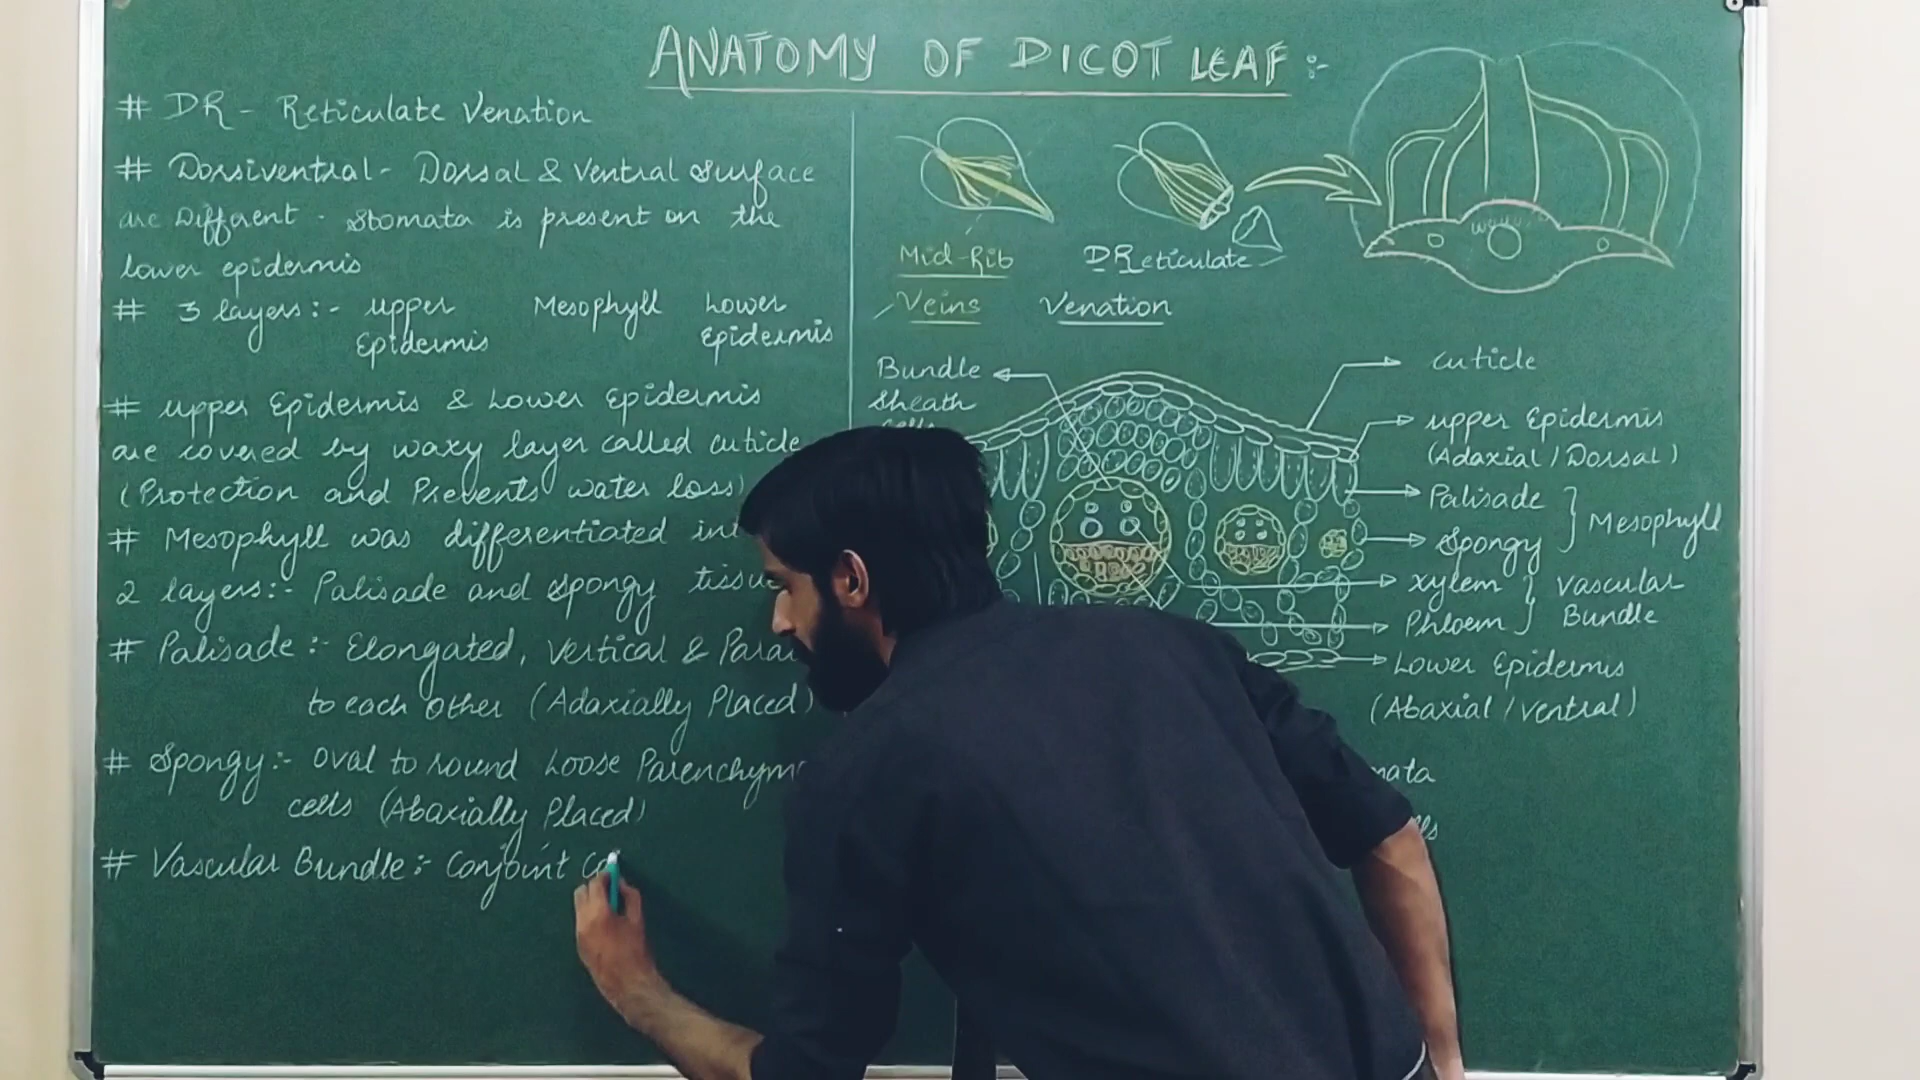 ANATOMY OF DICOT LEAF :-
# DR - Reticulate Venation
# Dorsiventral - Dorsal & Ventral Surface
are Different - Stomata is present on the
lower epidermis
# 3 layers :- upper Mesophyll Lower
Epidermis Epidermis
# upper Epidermis & Lower Epidermis
are covered by waxy layer called cuticle
(Protection and Prevents water loss)
# Mesophyll was differentiated
2 layers :- Palisade and Spongy
# Palisade :- Elongated, Vertical &
to each other (Adaxially Placed)
# Spongy :- oval to round Loose
cells (Abaxially Placed)
# Vascular Bundle :- Conjoint
Mid-Rib
Veins
DReticulate
Venation
Bundle
Sheath
cells
cuticle
upper Epidermis
(Adaxial / Dorsal)
Palisade
Spongy
Mesophyll
xylem
Phloem
Vascular
Bundle
Lower Epidermis
(Abaxial / Ventral)